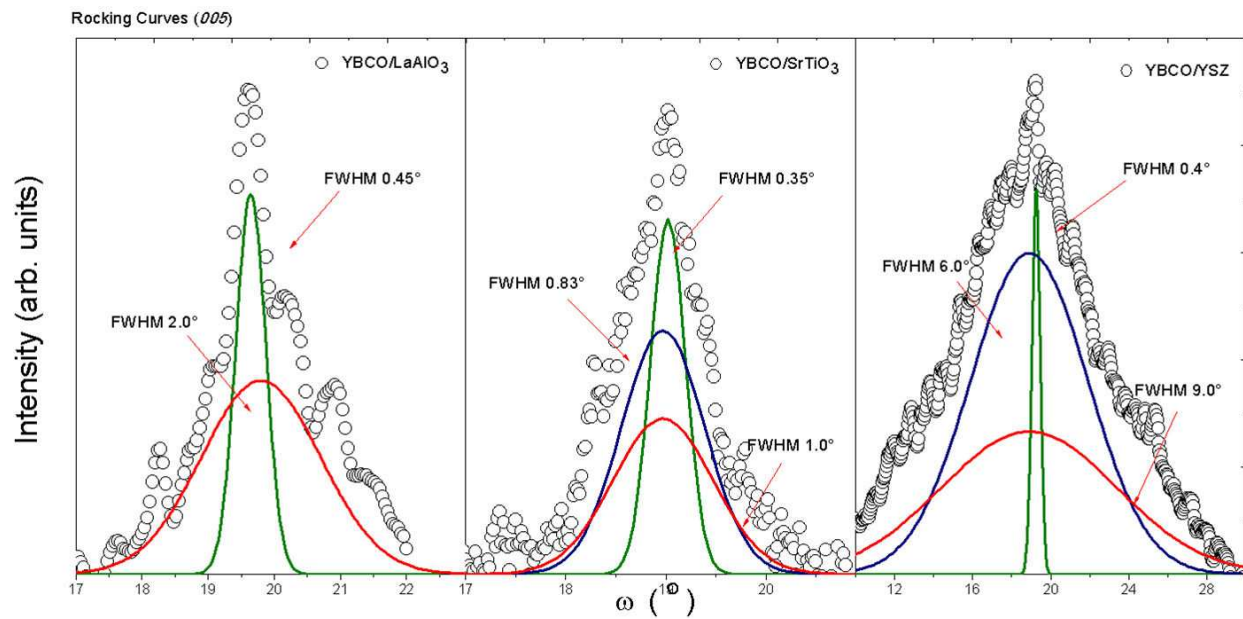 Rocking Curves (005)
YBCO/LaAlO3
FWHM 0.45°
FWHM 2.0°
YBCO/SrTiO3
FWHM 0.35°
FWHM 0.83°
FWHM 1.0°
YBCO/YSZ
FWHM 0.4°
FWHM 6.0°
FWHM 9.0°
Intensity (arb. units)
17 18 19 20 21 22 17 18 19 20 12 16 20 24 28
ω (°)